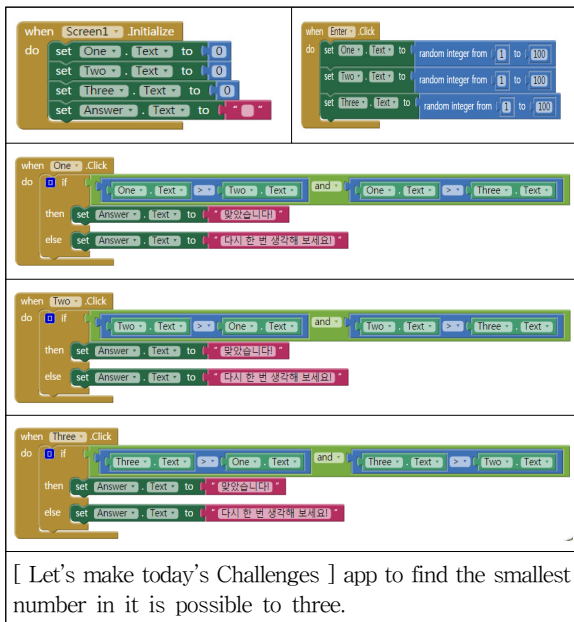 when Screen1 .Initialize
do set One . Text to 0
set Two . Text to 0
set Three . Text to 0
set Answer . Text to " "
when Enter .Click
do set One . Text to random integer from 1 to 100
set Two . Text to random integer from 1 to 100
set Three . Text to random integer from 1 to 100
when One .Click
do if One . Text > Two . Text and One . Text > Three . Text
then set Answer . Text to " 맞았습니다! "
else set Answer . Text to " 다시 한 번 생각해 보세요! "
when Two .Click
do if Two . Text > One . Text and Two . Text > Three . Text
then set Answer . Text to " 맞았습니다! "
else set Answer . Text to " 다시 한 번 생각해 보세요! "
when Three .Click
do if Three . Text > One . Text and Three . Text > Two . Text
then set Answer . Text to " 맞았습니다! "
else set Answer . Text to " 다시 한 번 생각해 보세요! "
[ Let's make today's Challenges ] app to find the smallest
number in it is possible to three.